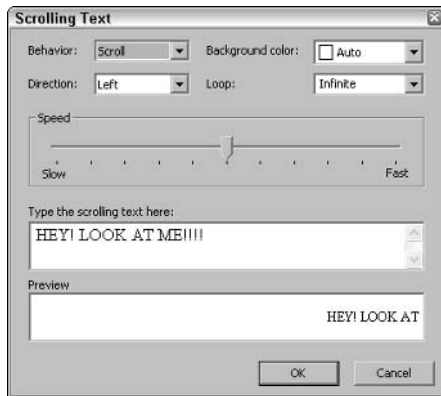 Scrolling Text
Behavior: Scroll Background color: Auto
Direction: Left Loop: Infinite
Speed
Slow Fast
Type the scrolling text here:
HEY! LOOK AT ME!!!!
Preview
HEY! LOOK AT
OK Cancel